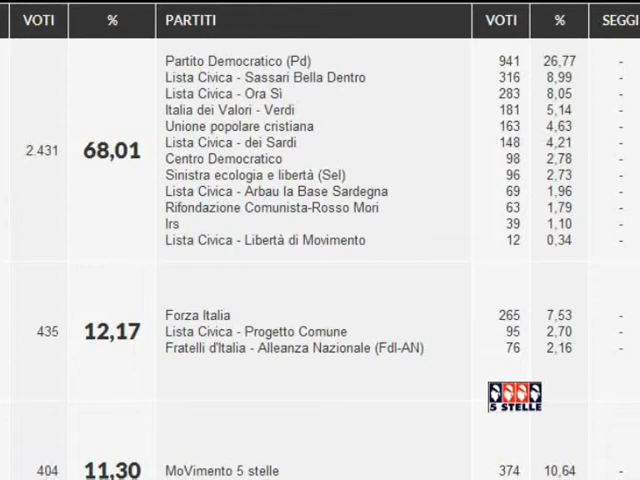 VOTI % PARTITI VOTI % SEGGI
Partito Democratico (Pd) 941 26,77 -
Lista Civica - Sassari Bella Dentro 316 8,99 -
Lista Civica - Ora Sì 283 8,05 -
Italia dei Valori - Verdi 181 5,14 -
Unione popolare cristiana 163 4,63 -
2.431 68,01 Lista Civica - dei Sardi 148 4,21 -
Centro Democratico 98 2,78 -
Sinistra ecologia e libertà (Sel) 96 2,73 -
Lista Civica - Arbau la Base Sardegna 69 1,96 -
Rifondazione Comunista-Rosso Mori 63 1,79 -
Irs 39 1,10 -
Lista Civica - Libertà di Movimento 12 0,34 -
Forza Italia 265 7,53 -
435 12,17 Lista Civica - Progetto Comune 95 2,70 -
Fratelli d'Italia - Alleanza Nazionale (FdI-AN) 76 2,16 -
5 STELLE
404 11,30 MoVimento 5 stelle 374 10,64 -